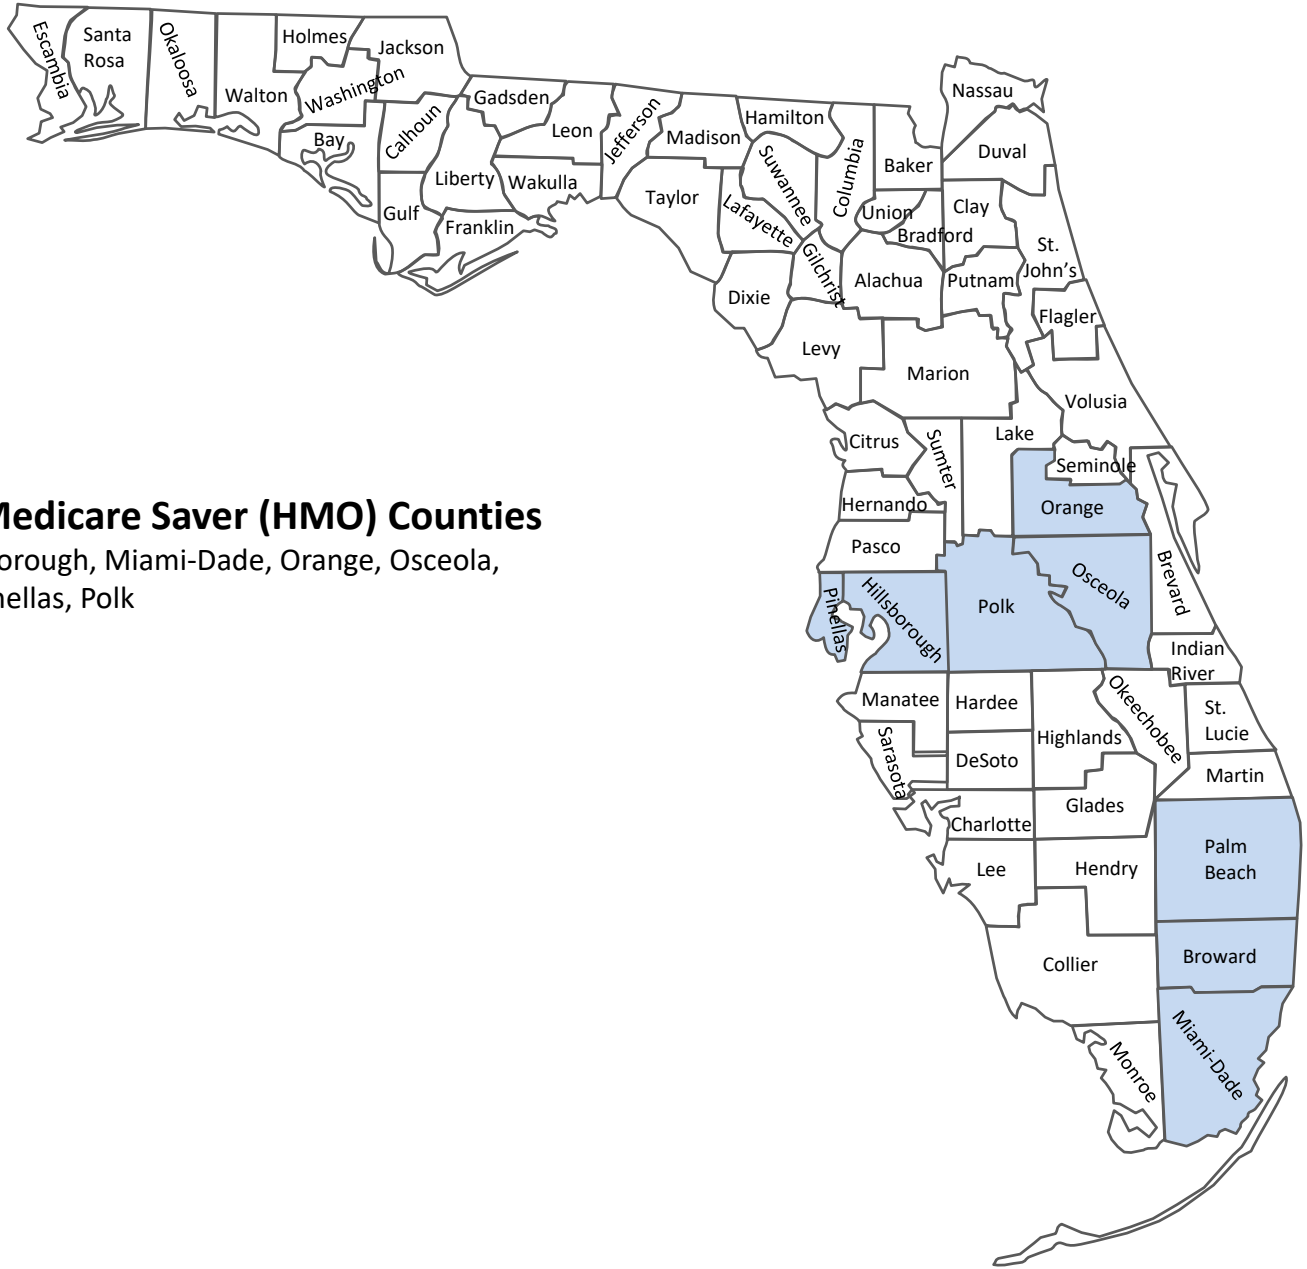 Escambia
Santa
Rosa
Okaloosa
Walton
Holmes
Jackson
Washington
Bay
Calhoun
Gulf
Liberty
Gadsden
Leon
Wakulla
Franklin
Jefferson
Madison
Taylor
Hamilton
Suwannee
Lafayette
Columbia
Baker
Nassau
Duval
Union
Bradford
Clay
St.
John’s
Gilchrist
Dixie
Alachua
Putnam
Flagler
Levy
Marion
Volusia
Citrus
Sumter
Lake
Seminole
Orange
Hernando
Pasco
Medicare Saver (HMO) Counties
orough, Miami-Dade, Orange, Osceola,
Polk
Pinellas
Hillsborough
Polk
Osceola
Brevard
Indian
River
Manatee
Hardee
Highlands
Okeechobee
St.
Lucie
Sarasota
DeSoto
Martin
Charlotte
Glades
Lee
Hendry
Palm
Beach
Collier
Broward
Monroe
Miami-Dade